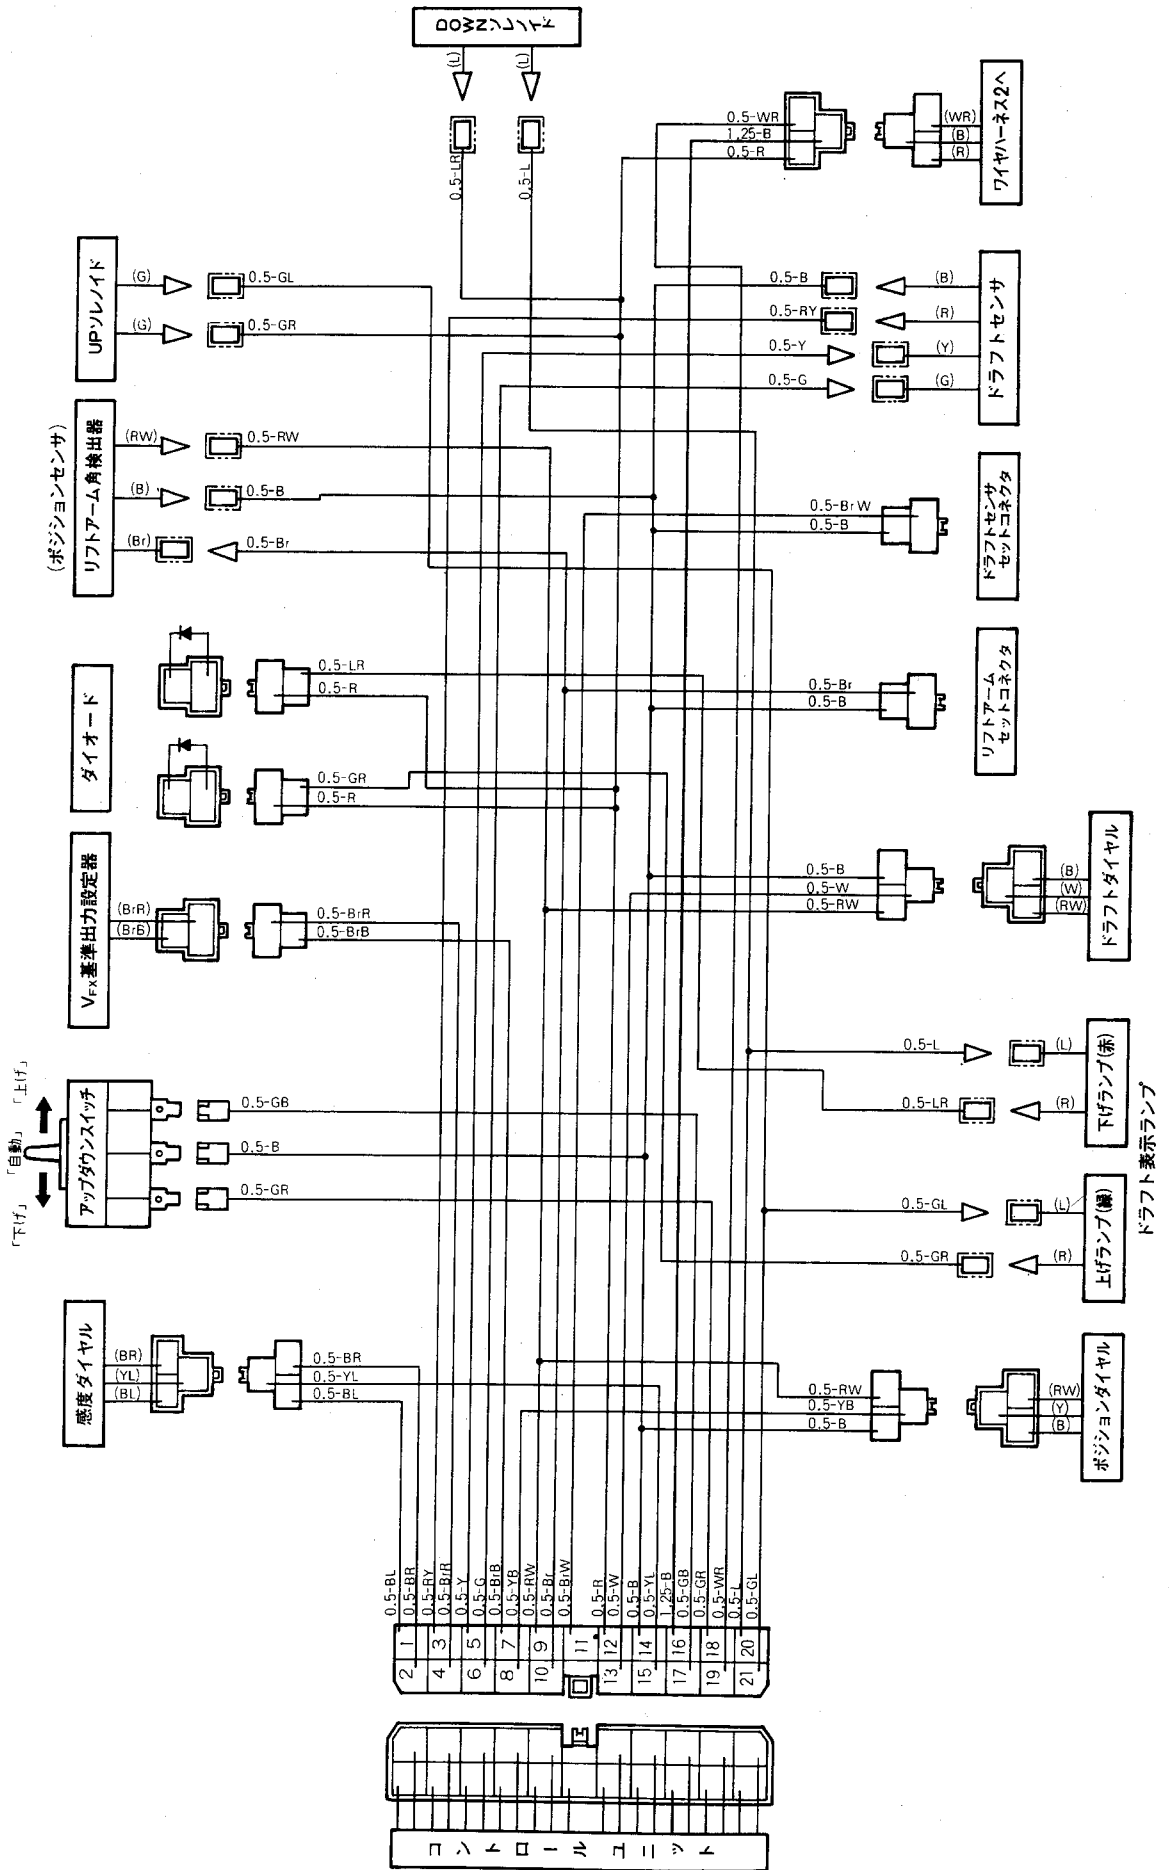 DOWNソレノイド
(L)
(L)
0.5-LR
0.5-L
0.5-WR
1.25-B
0.5-R
(WR)
(B)
(R)
ワイヤハーネス2へ
UPソレノイド
(G)
(G)
0.5-GL
0.5-GR
0.5-B
0.5-RY
0.5-Y
0.5-G
(B)
(R)
(Y)
(G)
ドラフトセンサ
(ポジションセンサ)
リフトアーム角検出器
(RW)
(B)
(Br)
0.5-RW
0.5-B
0.5-Br
0.5-BrW
0.5-B
ドラフトセンサ
セットコネクタ
ダイオード
0.5-LR
0.5-R
0.5-GR
0.5-R
0.5-Br
0.5-B
リフトアーム
セットコネクタ
VFX基準出力設定器
(BrR)
(BrB)
0.5-BrR
0.5-BrB
0.5-B
0.5-W
0.5-RW
(B)
(W)
(RW)
ドラフトダイヤル
「上げ」
「自動」
「下げ」
アップダウンスイッチ
0.5-GB
0.5-B
0.5-GR
0.5-L
0.5-LR
(L)
(R)
下げランプ(赤)
0.5-GL
0.5-GR
(L)
(R)
上げランプ(緑)
ドラフト表示ランプ
感度ダイヤル
(BR)
(YL)
(BL)
0.5-BR
0.5-YL
0.5-BL
0.5-RW
0.5-YB
0.5-B
(RW)
(Y)
(B)
ポジションダイヤル
0.5-BL
0.5-BR
0.5-RY
0.5-BrR
0.5-Y
0.5-G
0.5-BrB
0.5-YB
0.5-RW
0.5-Br
0.5-BrW
0.5-R
0.5-W
0.5-B
0.5-YL
1.25-B
0.5-GB
0.5-GR
0.5-WR
0.5-L
0.5-GL
1 3 5 7 9 11 12 14 16 18 20
2 4 6 8 10 13 15 17 19 21
コントロールユニット